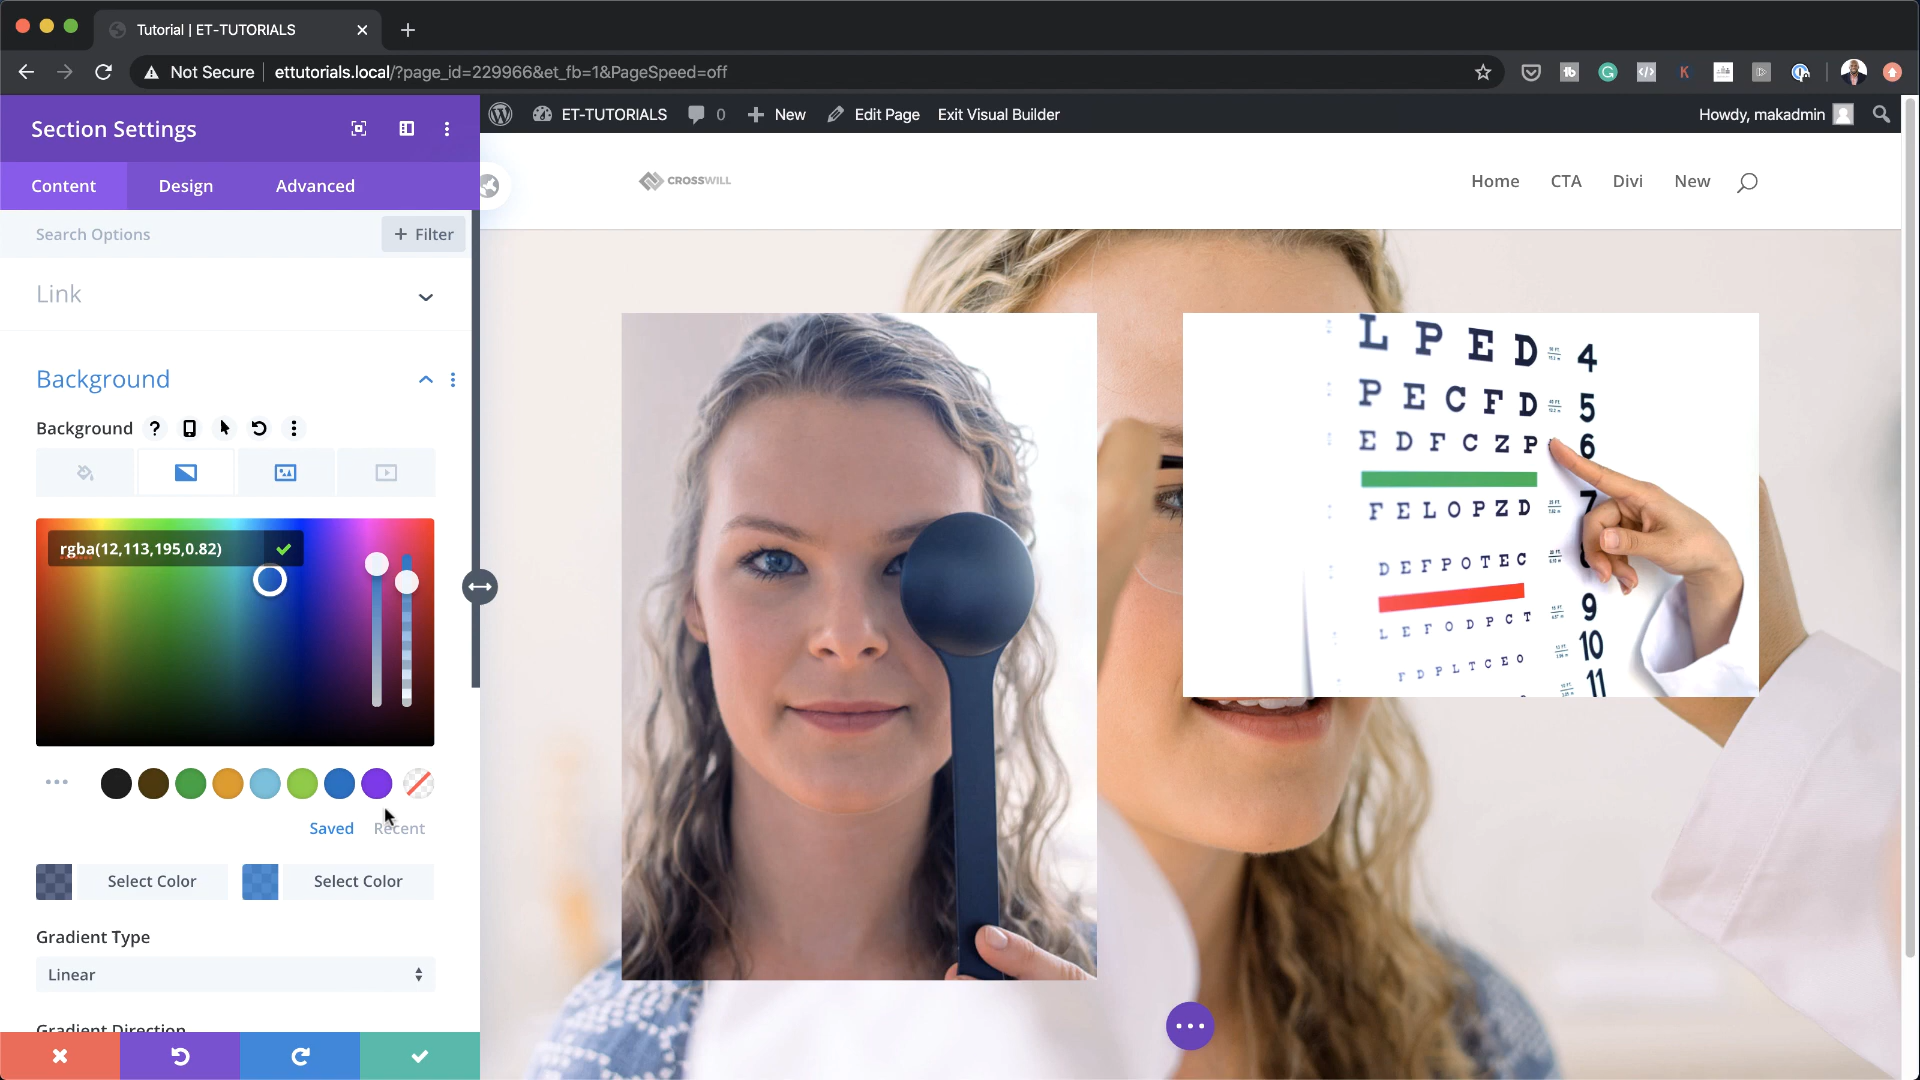 Tutorial | ET-TUTORIALS
Not Secure
ettutorials.local/?page_id=229966&et_fb=1&PageSpeed=off
ET-TUTORIALS
0
New
Edit Page
Exit Visual Builder
Howdy, makadmin
Section Settings
Content
Design
Advanced
Search Options
+ Filter
CROSSWILL
Home
CTA
Divi
New
Link
Background
Background
rgba(12,113,195,0.82)
Saved
Recent
Select Color
Select Color
Gradient Type
Linear
Gradient Direction
L P E D 4
P E C F D 5
E D F C Z P 6
F E L O P Z D 7
D E F P O T E C
L E F O D P C T 9
F D P L T C E O 10
11